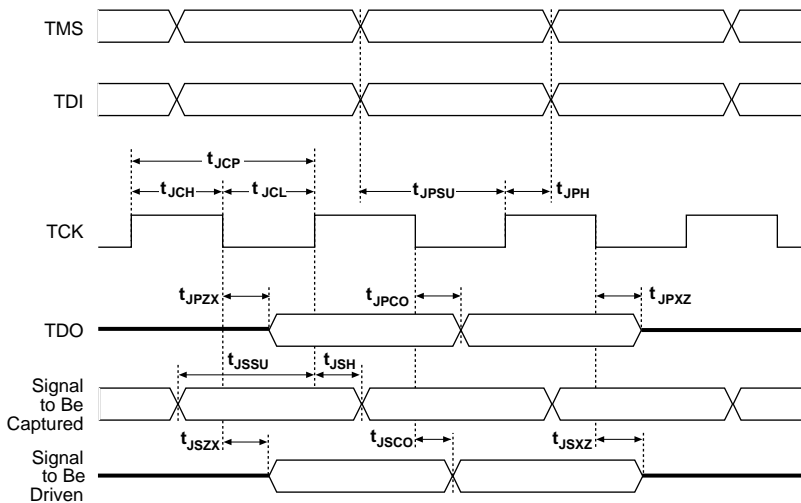 TMS
TDI
tJCP
tJCH
tJCL
tJPSU
tJPH
TCK
tJPZX
tJPCO
tJPXZ
TDO
tJSSU
tJSH
Signal
to Be
Captured
tJSZX
tJSCO
tJSXZ
Signal
to Be
Driven